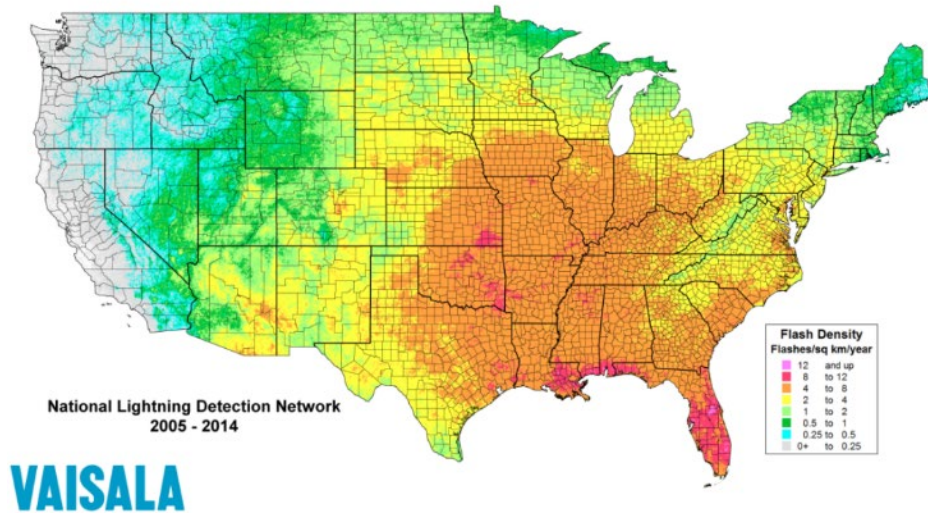 Flash Density
Flashes/sq km/year
12 and up
8 to 12
4 to 8
2 to 4
1 to 2
0.5 to 1
0.25 to 0.5
0+ to 0.25
National Lightning Detection Network
2005 - 2014
VAISALA